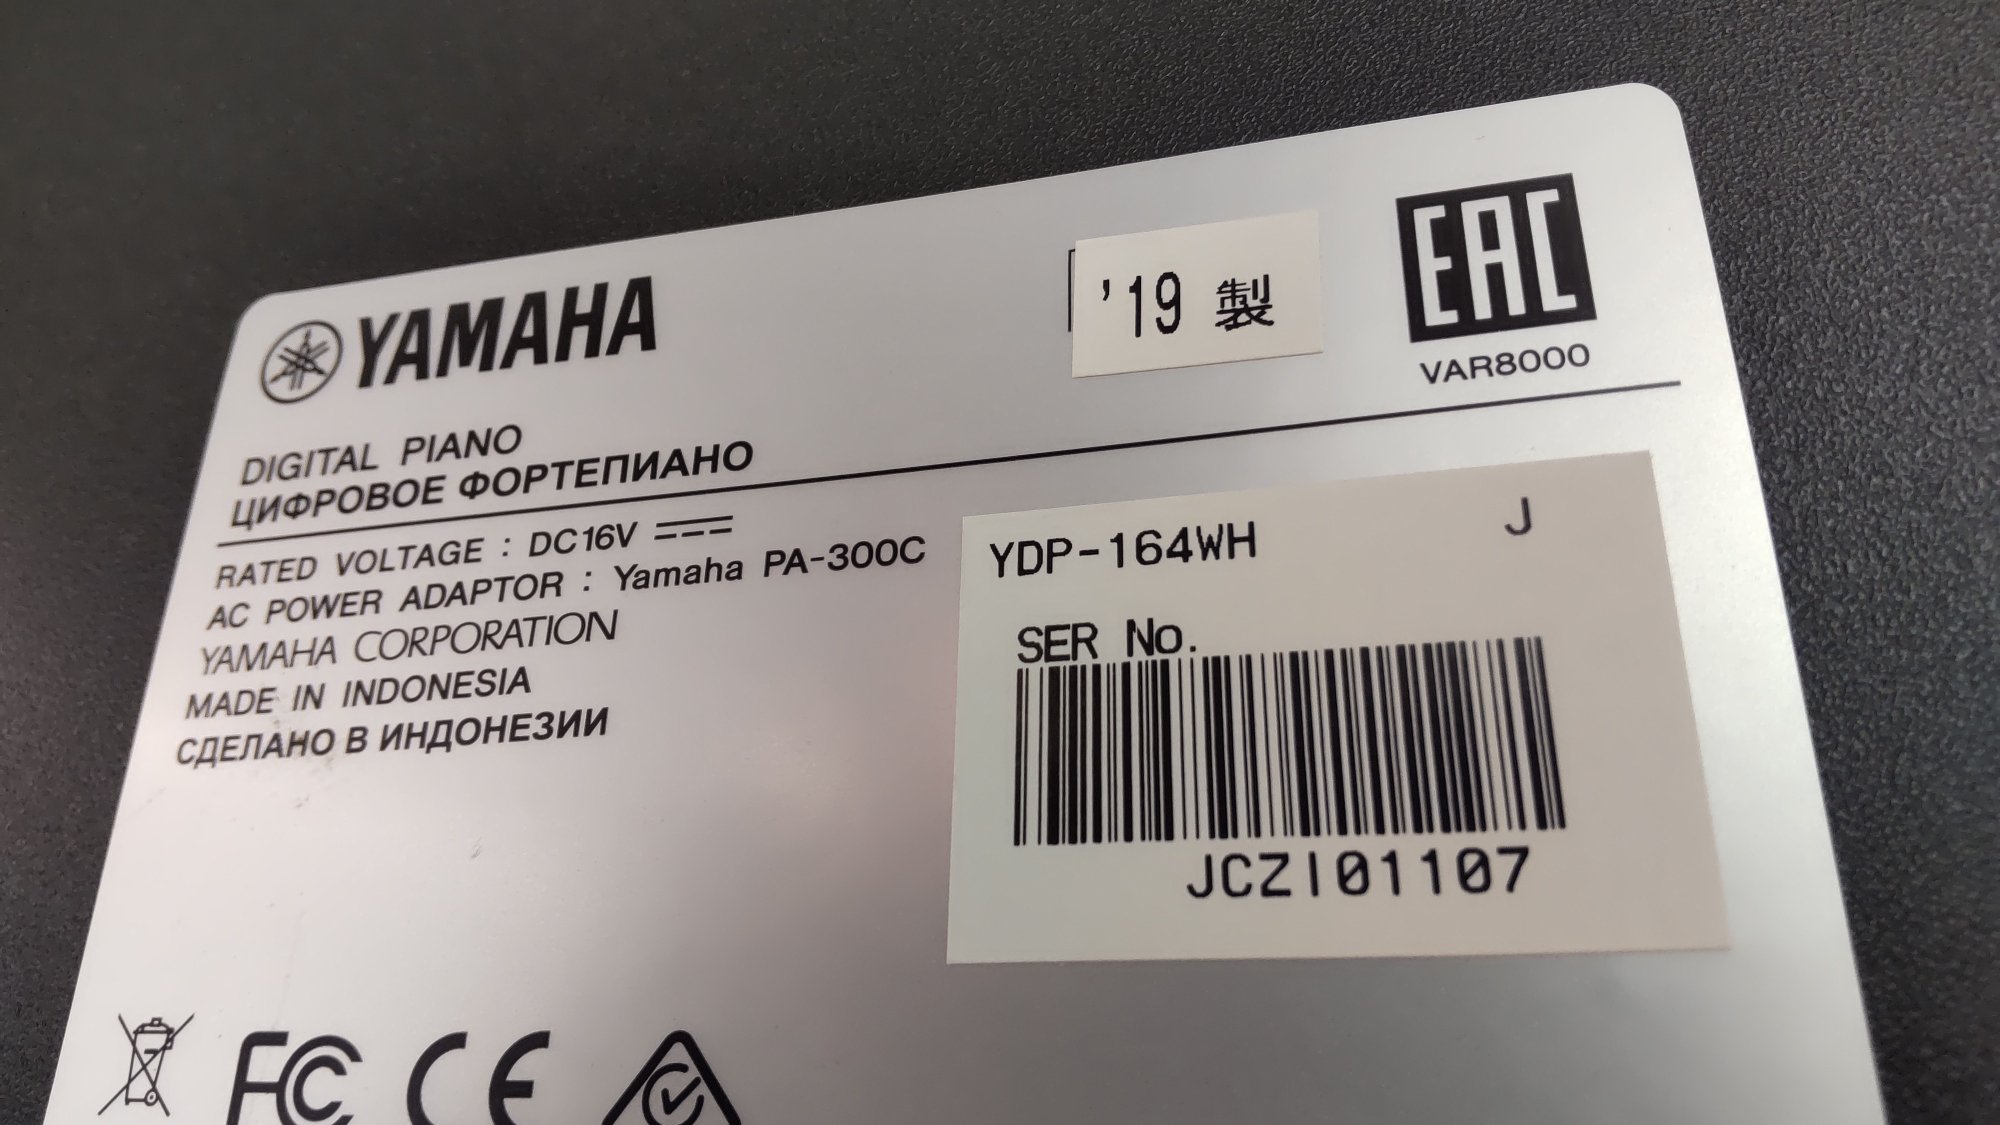 YAMAHA
'19 製
EAC
VAR8000
DIGITAL PIANO
ЦИФРОВОЕ ФОРТЕПИАНО
RATED VOLTAGE : DC16V
AC POWER ADAPTOR : Yamaha PA-300C
YAMAHA CORPORATION
MADE IN INDONESIA
СДЕЛАНО В ИНДОНЕЗИИ
YDP-164WH J
SER No.
JCZI01107
FC CE